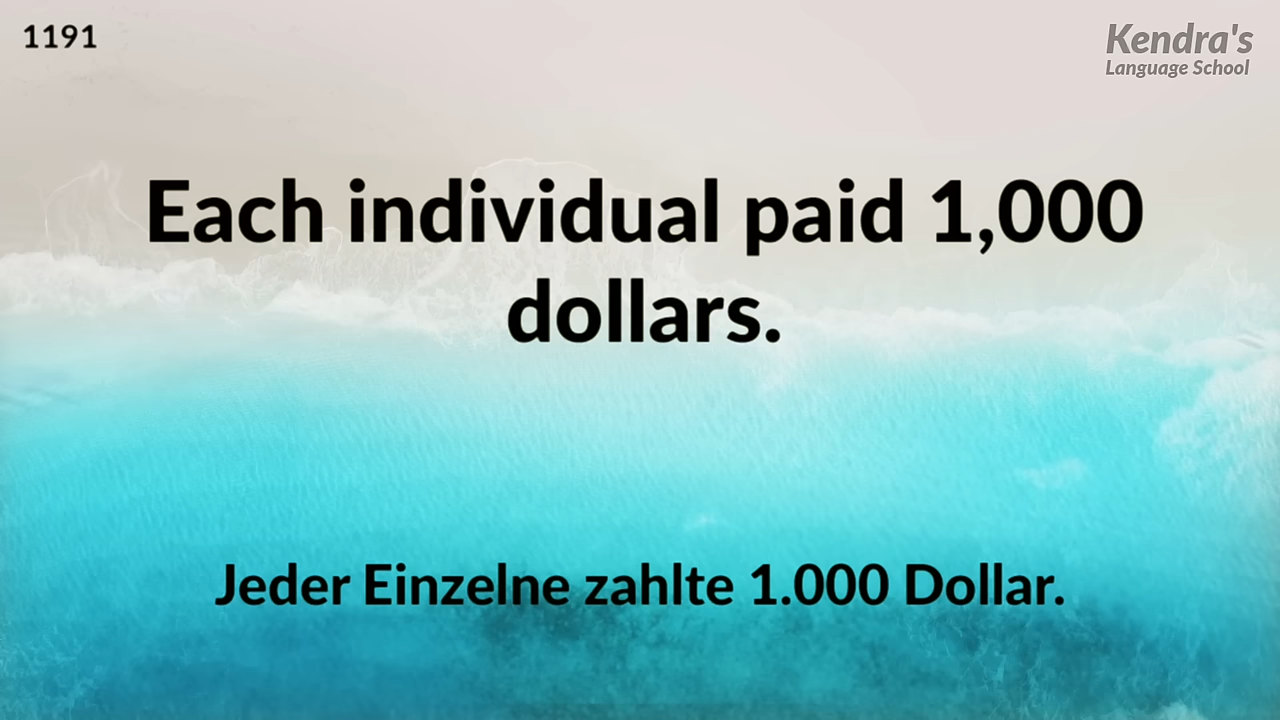 1191
Kendra's
Language School
Each individual paid 1,000
dollars.
Jeder Einzelne zahlte 1.000 Dollar.